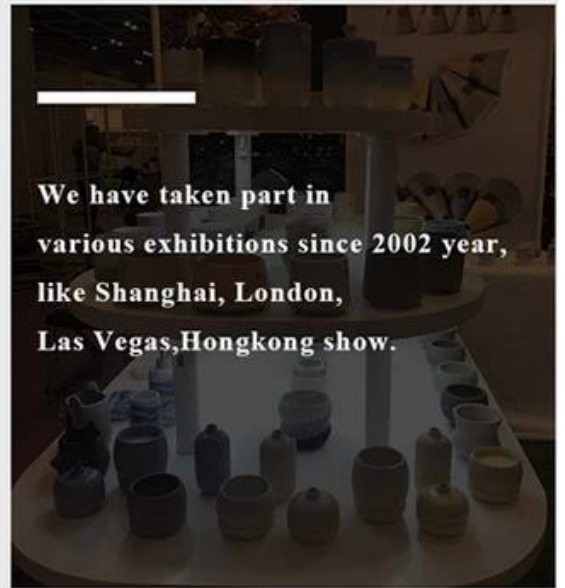 We have taken part in
various exhibitions since 2002 year,
like Shanghai, London,
Las Vegas,Hongkong show.